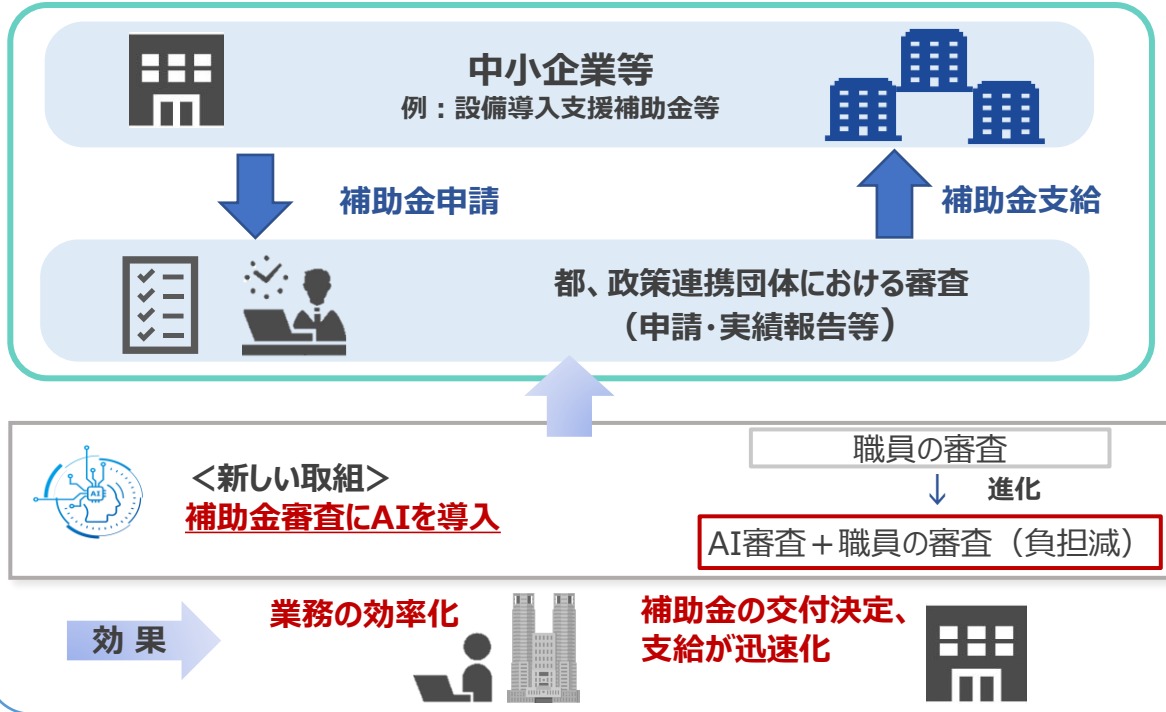 中小企業等
例：設備導入支援補助金等
補助金申請
補助金支給
都、政策連携団体における審査
（申請・実績報告等）
＜新しい取組＞
補助金審査にAIを導入
AI
職員の審査
↓ 進化
AI審査＋職員の審査（負担減）
効 果
業務の効率化
補助金の交付決定、
支給が迅速化